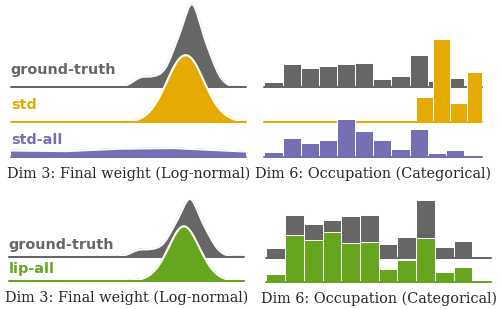 ground-truth
std
std-all
Dim 3: Final weight (Log-normal) Dim 6: Occupation (Categorical)
ground-truth
lip-all
Dim 3: Final weight (Log-normal) Dim 6: Occupation (Categorical)